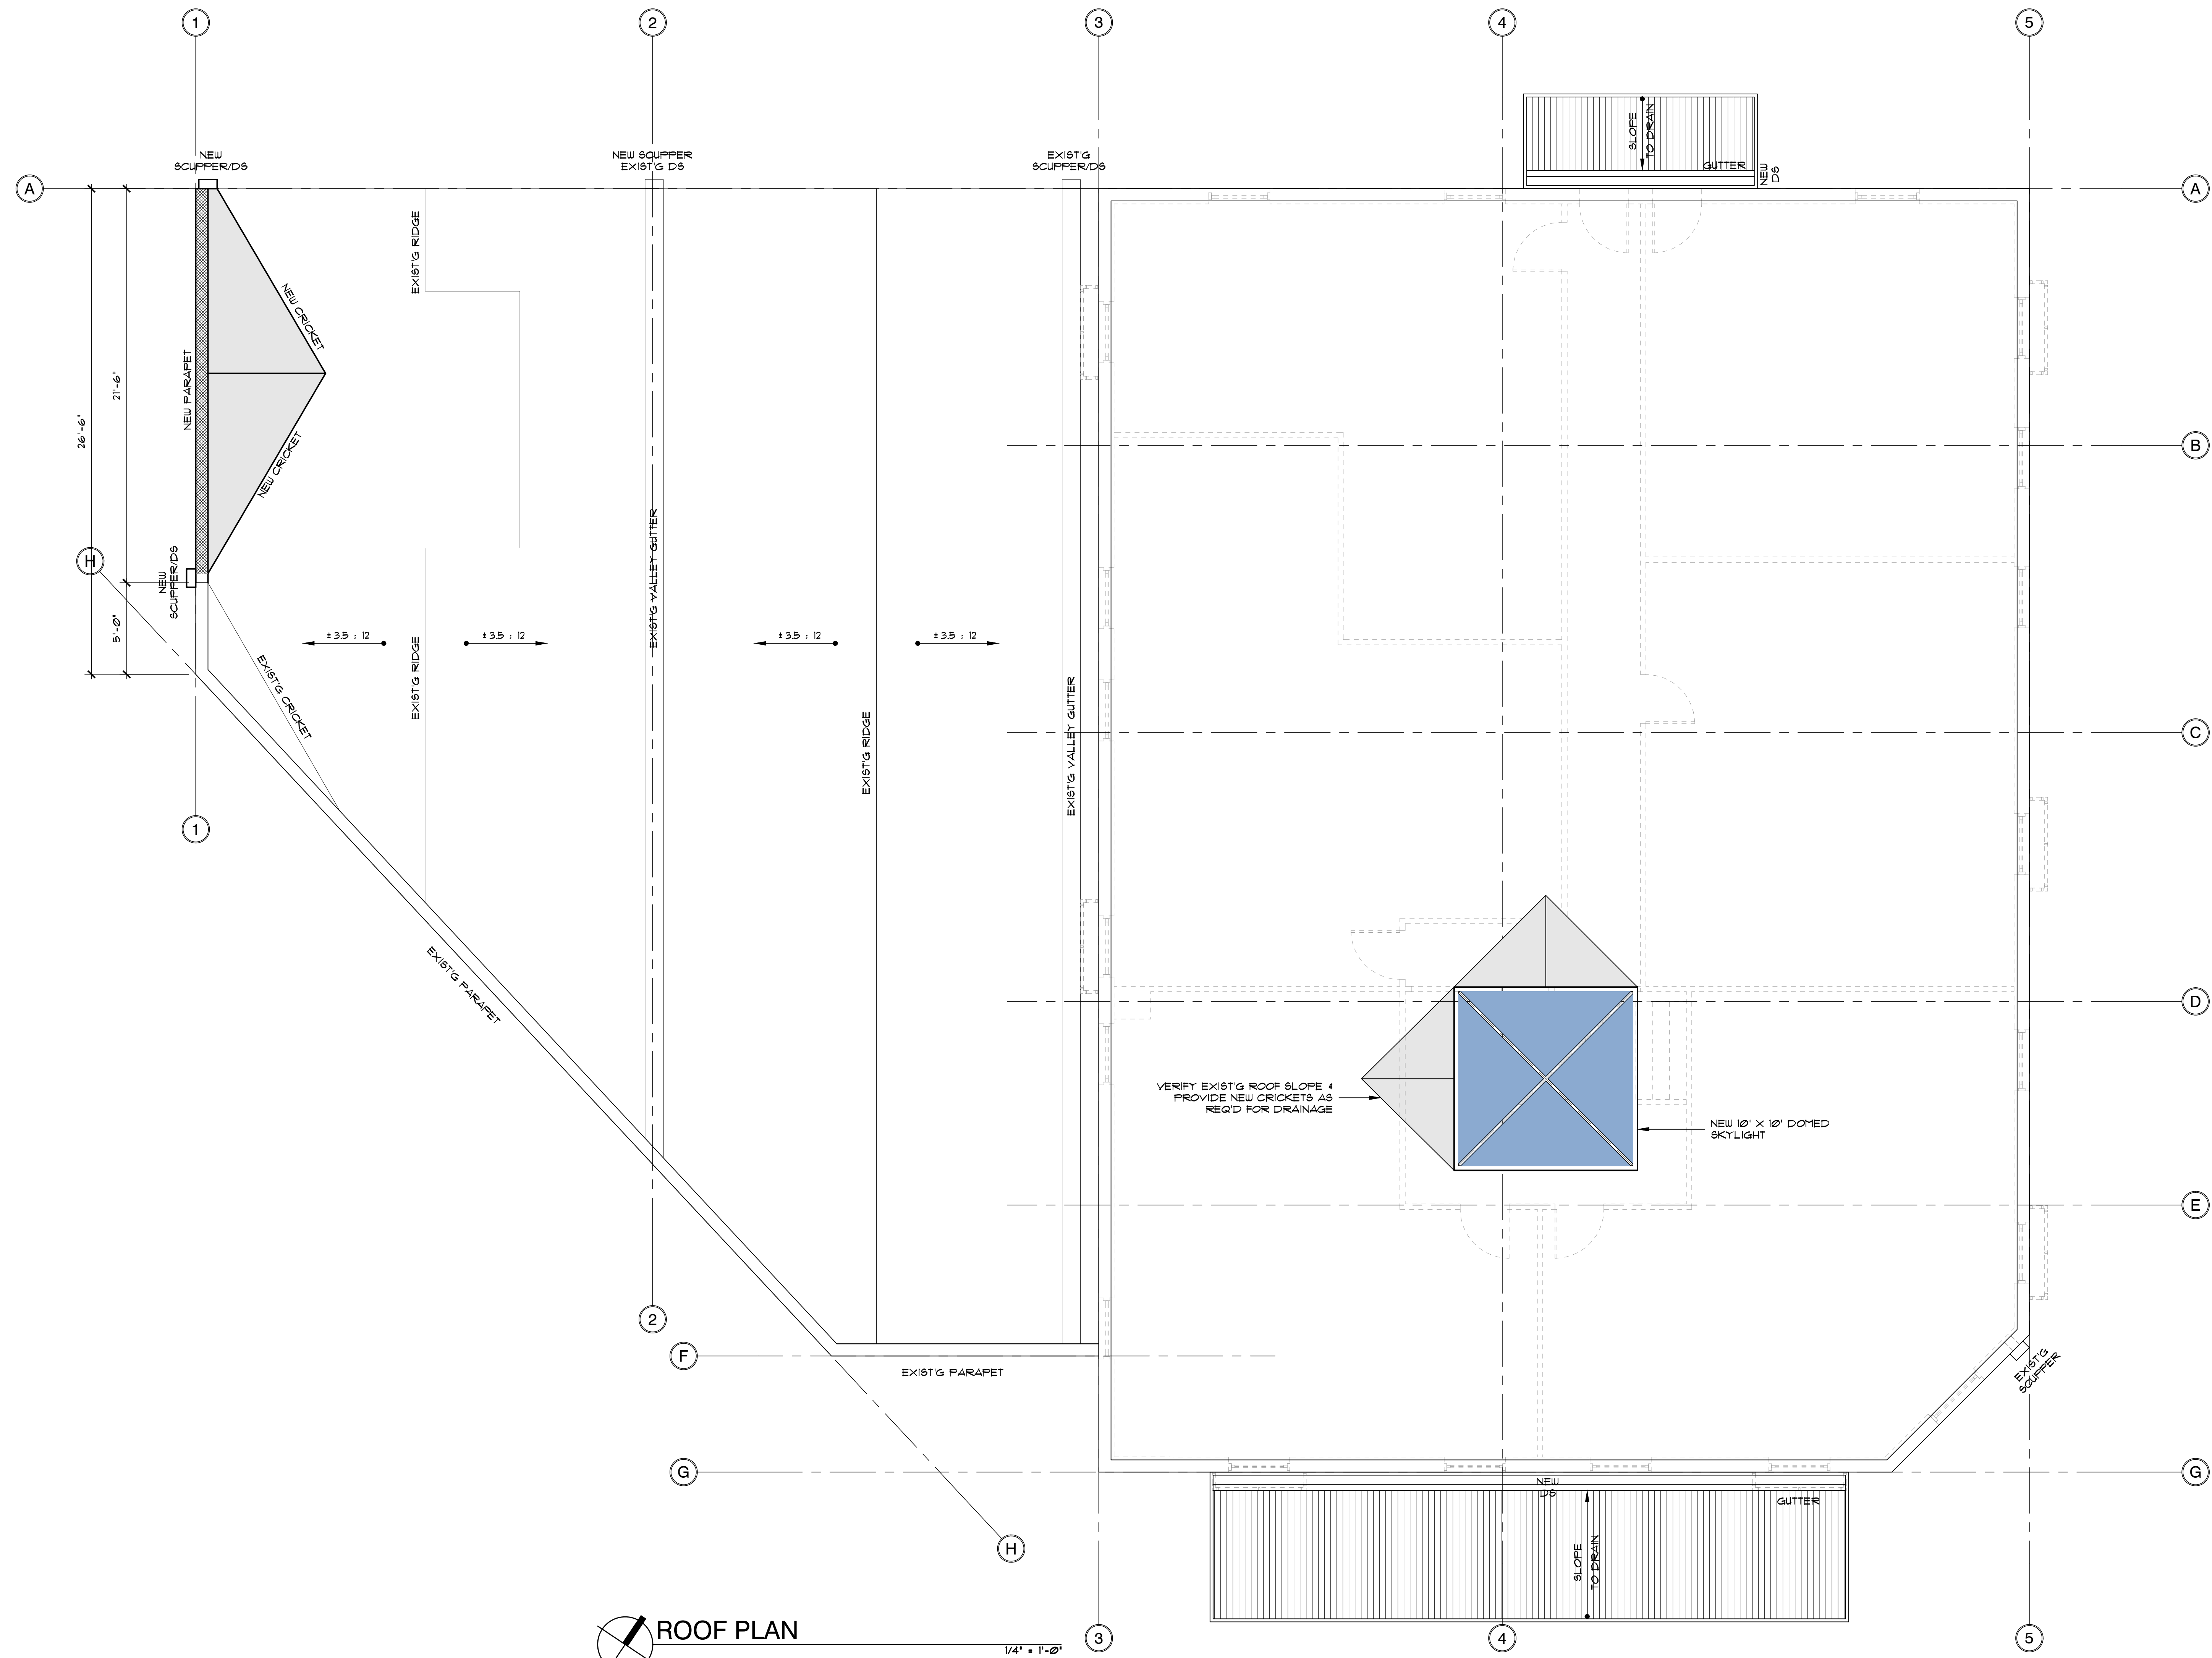 1
2
3
4
5
NEW
SCUPPER/DS
NEW SCUPPER
EXIST'G DS
EXIST'G
SCUPPER/DS
SLOPE
TO DRAIN
GUTTER
NEW
DS
A
A
EXIST'G RIDGE
NEW CRICKET
NEW PARAPET
21'-6"
26'-6"
NEW CRICKET
B
H
NEW
SCUPPER/DS
5'-0"
EXIST'G VALLEY GUTTER
±3.5 : 12
±3.5 : 12
±3.5 : 12
±3.5 : 12
EXIST'G CRICKET
EXIST'G RIDGE
EXIST'G RIDGE
EXIST'G VALLEY GUTTER
C
1
EXIST'G PARAPET
D
VERIFY EXIST'G ROOF SLOPE &
PROVIDE NEW CRICKETS AS
REQ'D FOR DRAINAGE
NEW 10' X 10' DOMED
SKYLIGHT
E
2
F
EXIST'G PARAPET
EXIST'G
SCUPPER
G
G
NEW
DS
GUTTER
SLOPE
TO DRAIN
H
ROOF PLAN
1/4" = 1'-0"
3
4
5